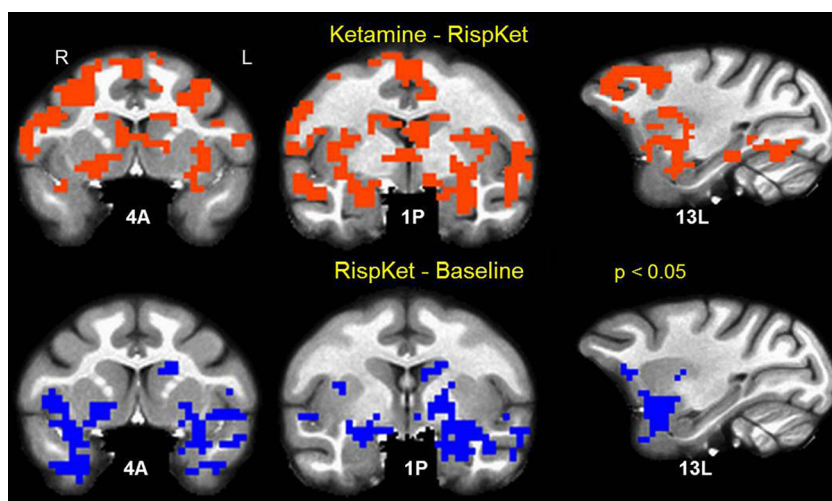 Ketamine - RispKet
R
L
4A
1P
13L
RispKet - Baseline
p < 0.05
4A
1P
13L